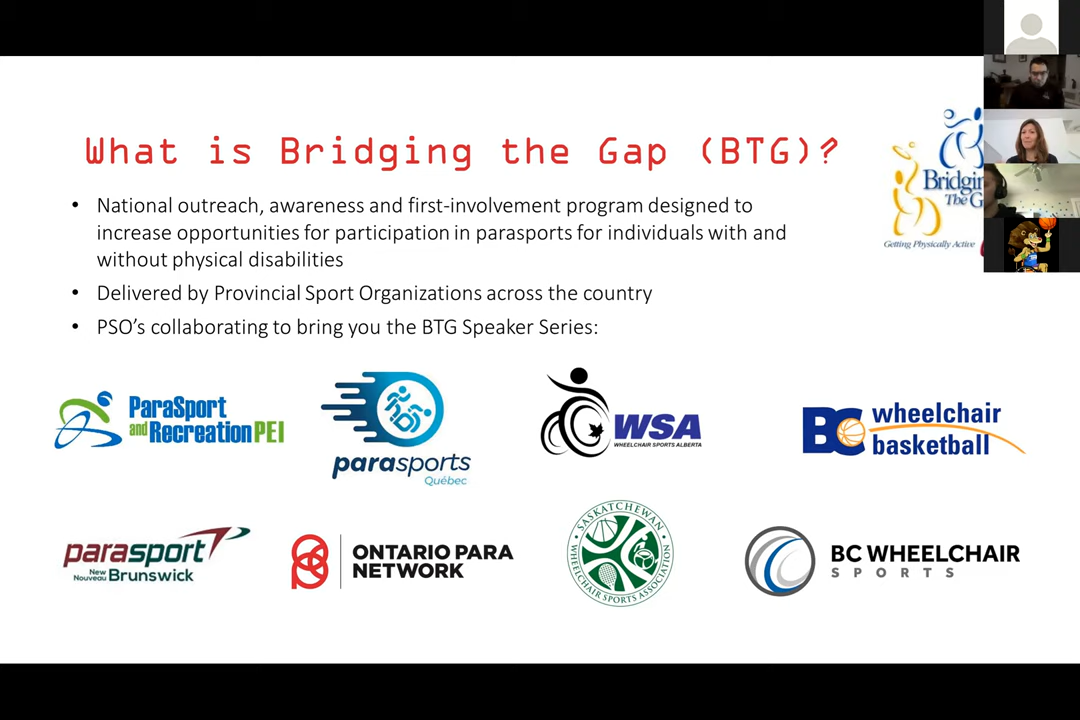 What is Bridging the Gap (BTG)?
• National outreach, awareness and first-involvement program designed to
increase opportunities for participation in parasports for individuals with and
without physical disabilities
• Delivered by Provincial Sport Organizations across the country
• PSO's collaborating to bring you the BTG Speaker Series:
Bridgin
The G
Getting Physically Active
ParaSport
and Recreation PEI
parasports
Québec
WSA
WHEELCHAIR SPORTS ALBERTA
BC wheelchair
basketball
parasport
New
Nouveau Brunswick
ONTARIO PARA
NETWORK
SASKATCHEWAN
WHEELCHAIR SPORTS ASSOCIATION
BC WHEELCHAIR
SPORTS